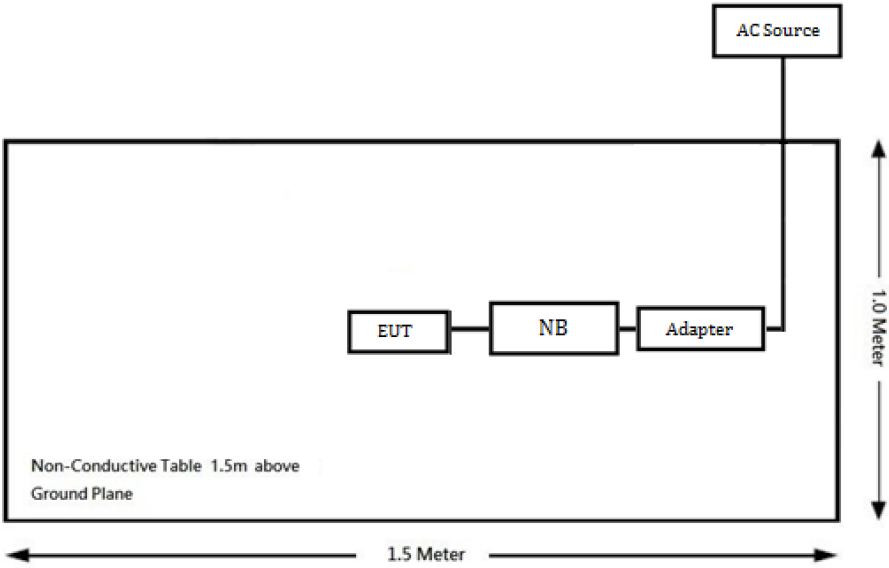 AC Source
EUT
NB
Adapter
1.0 Meter
Non-Conductive Table 1.5m above
Ground Plane
1.5 Meter